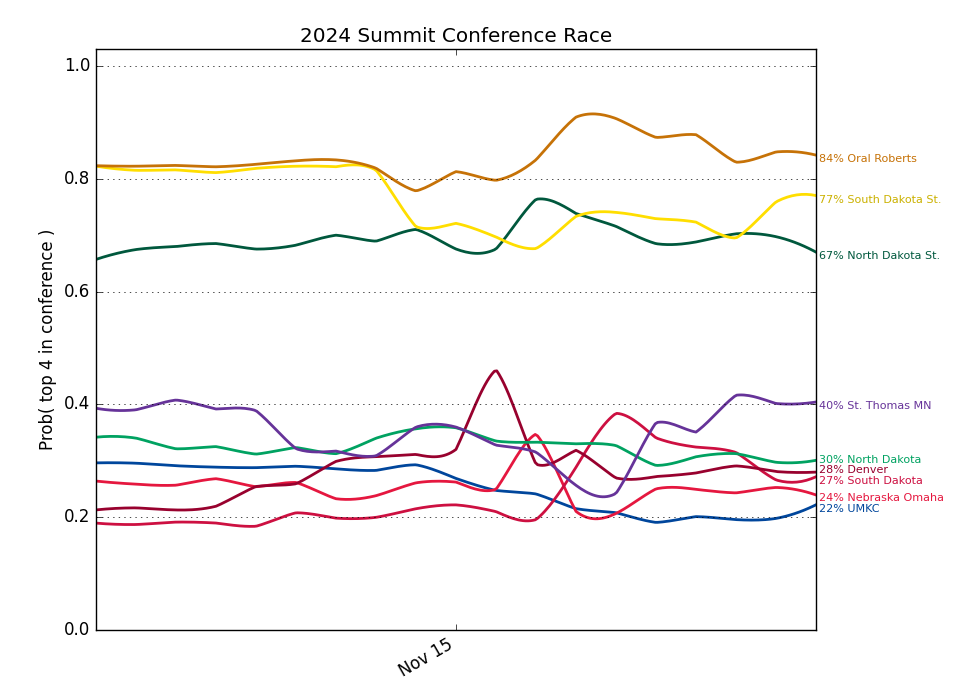 2024 Summit Conference Race
1.0
0.8
0.6
0.4
0.2
0.0
Prob( top 4 in conference )
Nov 15
84% Oral Roberts
77% South Dakota St.
67% North Dakota St.
40% St. Thomas MN
30% North Dakota
28% Denver
27% South Dakota
24% Nebraska Omaha
22% UMKC